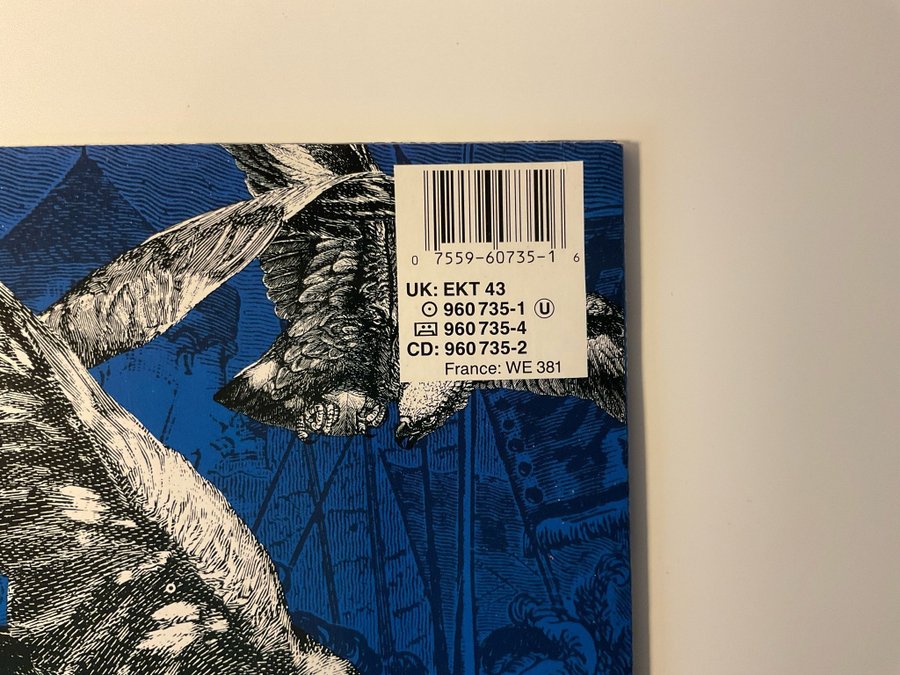 0 7559-60735-1 6
UK: EKT 43
960 735-1 U
960 735-4
CD: 960 735-2
France: WE 381